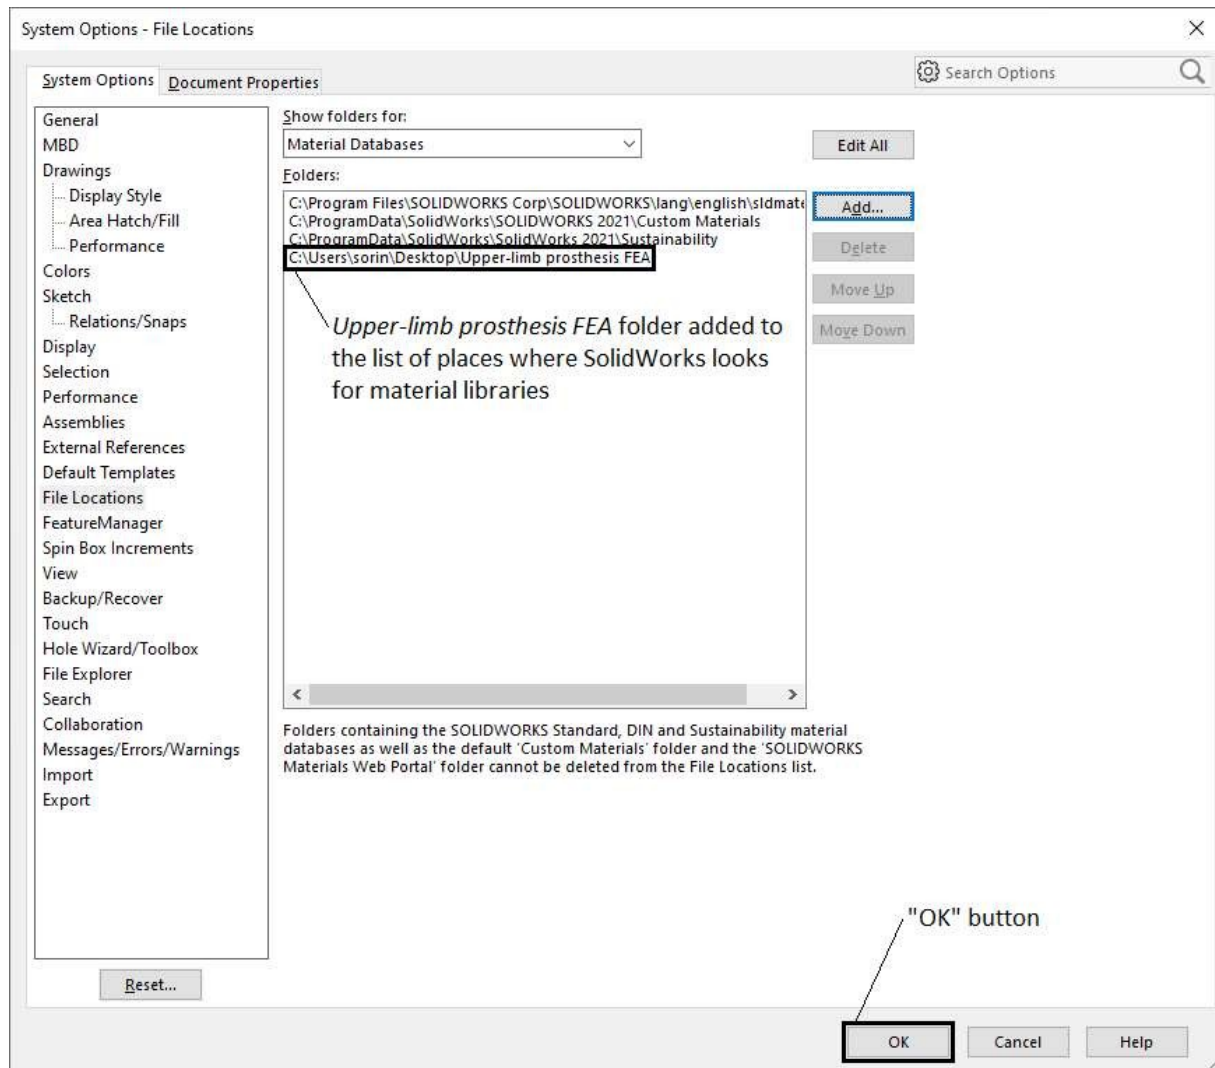 System Options - File Locations
System Options
Document Properties
Search Options
General
MBD
Drawings
Display Style
Area Hatch/Fill
Performance
Colors
Sketch
Relations/Snaps
Display
Selection
Performance
Assemblies
External References
Default Templates
File Locations
FeatureManager
Spin Box Increments
View
Backup/Recover
Touch
Hole Wizard/Toolbox
File Explorer
Search
Collaboration
Messages/Errors/Warnings
Import
Export
Reset...
Show folders for:
Material Databases
Edit All
Folders:
C:\Program Files\SOLIDWORKS Corp\SOLIDWORKS\lang\english\sldmate
C:\ProgramData\SolidWorks\SOLIDWORKS 2021\Custom Materials
C:\ProgramData\SolidWorks\SolidWorks 2021\Sustainability
C:\Users\sorin\Desktop\Upper-limb prosthesis FEA
Add...
Delete
Move Up
Move Down
Upper-limb prosthesis FEA folder added to
the list of places where SolidWorks looks
for material libraries
Folders containing the SOLIDWORKS Standard, DIN and Sustainability material
databases as well as the default 'Custom Materials' folder and the 'SOLIDWORKS
Materials Web Portal' folder cannot be deleted from the File Locations list.
"OK" button
OK
Cancel
Help